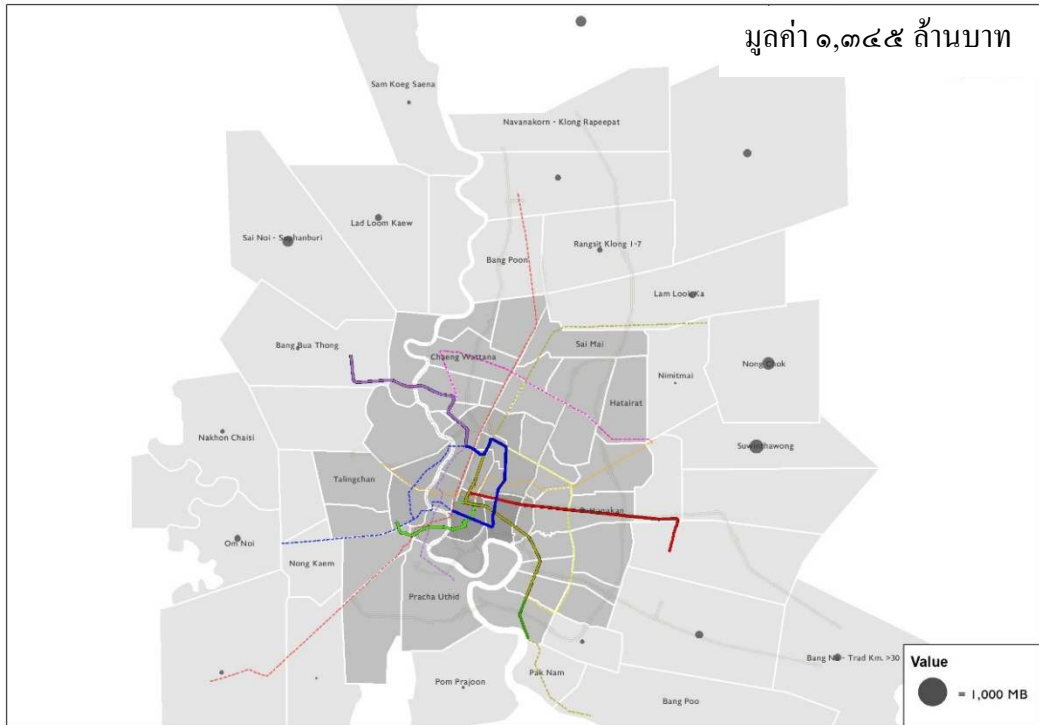 มูลค่า ๑,๓๔๕ ล้านบาท
Sam Koeg Saena
Navanakorn - Klong Rapeepat
Lad Loom Kaew
Sai Noi - Suphanburi
Rangsit Klong 1-7
Bang Poon
Lam Look Ka
Bang Bua Thong
Chaeng Wattana
Sai Mai
Nong Chok
Nimitmai
Hatairat
Nakhon Chaisi
Suwinthawong
Talingchan
Pattanakan
Om Noi
Nong Kaem
Pracha Uthid
Bang Na - Trad Km. >30
Pak Nam
Pom Prajoon
Bang Poo
Value
= 1,000 MB